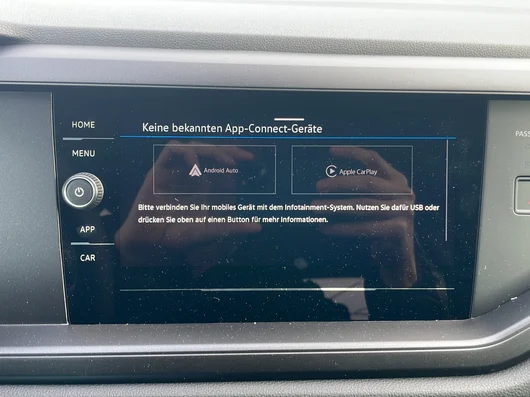 HOME
Keine bekannten App-Connect-Geräte
MENU
Android Auto
Apple CarPlay
Bitte verbinden Sie Ihr mobiles Gerät mit dem Infotainment-System. Nutzen Sie dafür USB oder
drücken Sie oben auf einen Button für mehr Informationen.
APP
CAR